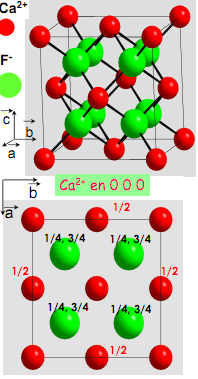 Ca²⁺
F⁻
c
b
a
b
Ca²⁺ en 0 0 0
a
1/2
1/4, 3/4 1/4, 3/4
1/2 1/2
1/4, 3/4 1/4, 3/4
1/2